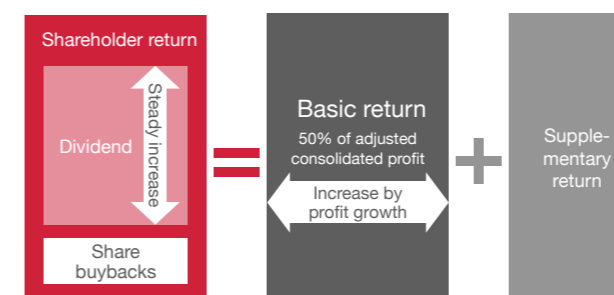 Shareholder return
Dividend
Steady increase
Share
buybacks
=
Basic return
50% of adjusted
consolidated profit
Increase by
profit growth
+
Supple-
mentary
return